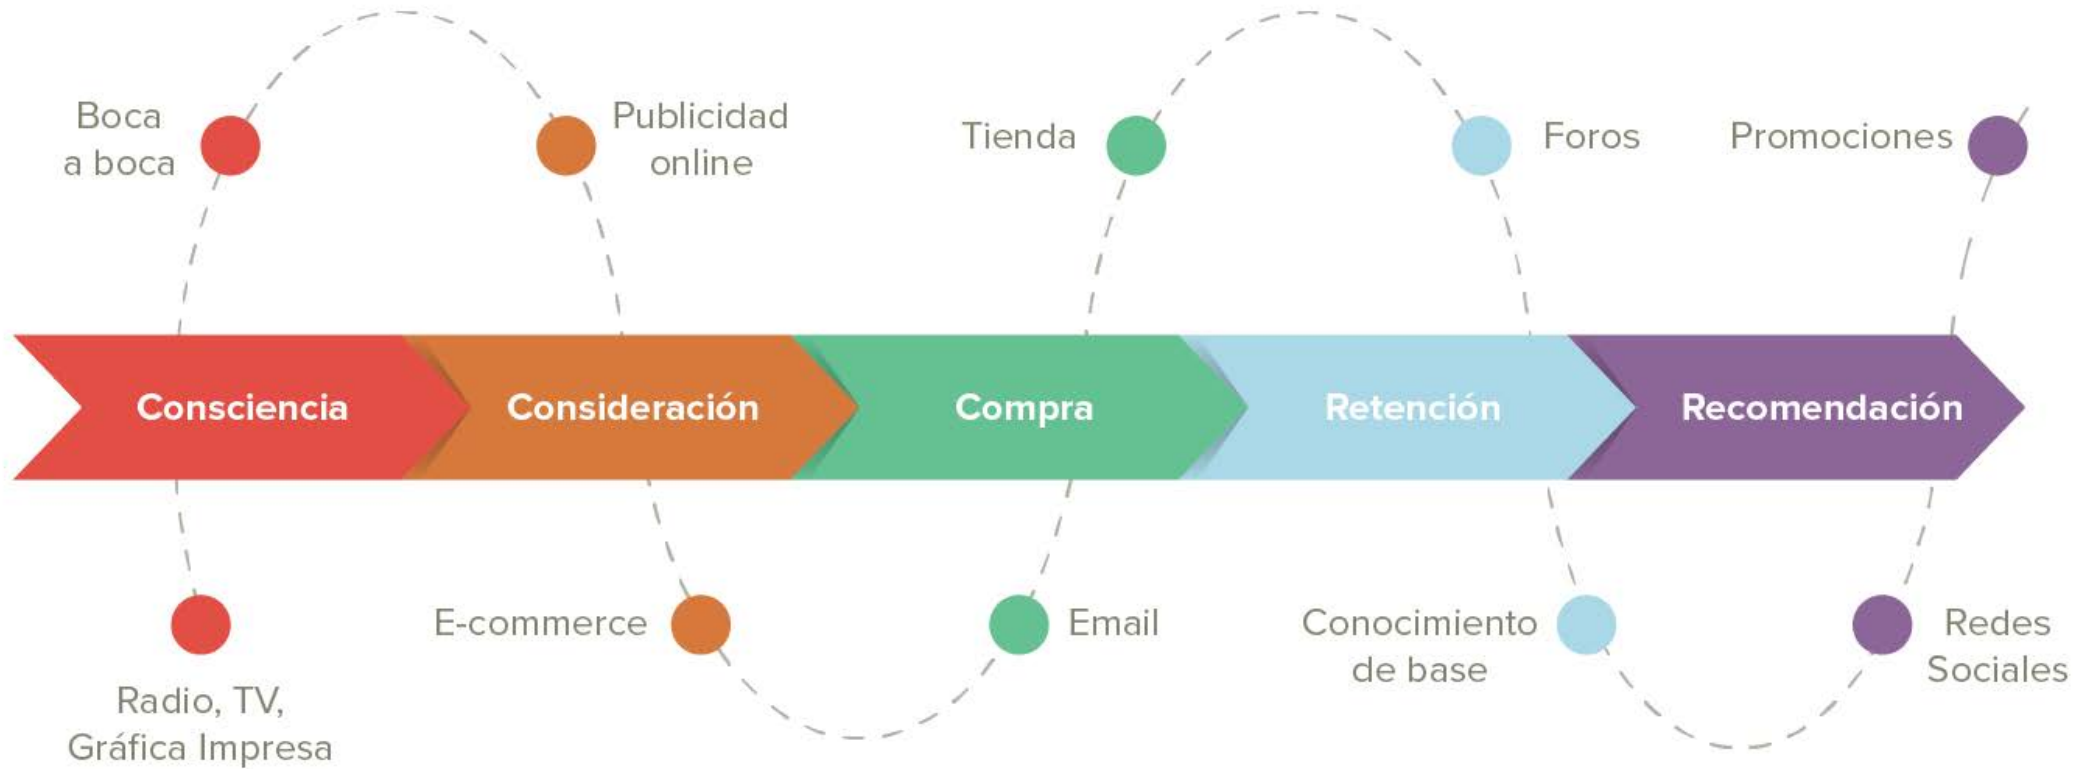 Boca
a boca
Publicidad
online
Tienda
Foros
Promociones
Consciencia
Consideración
Compra
Retención
Recomendación
Radio, TV,
Gráfica Impresa
E-commerce
Email
Conocimiento
de base
Redes
Sociales